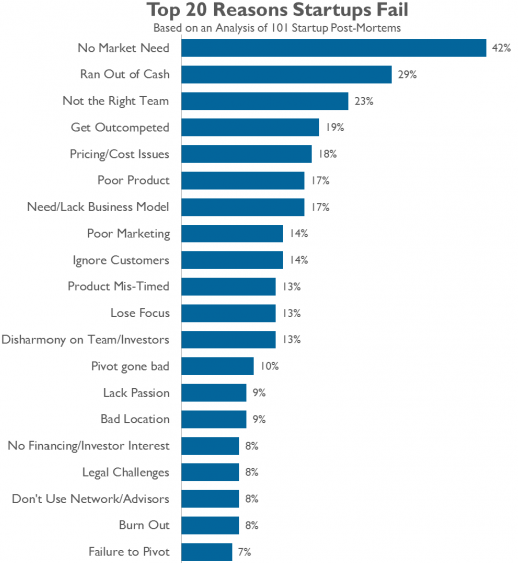 Top 20 Reasons Startups Fail
Based on an Analysis of 101 Startup Post-Mortems
No Market Need 42%
Ran Out of Cash 29%
Not the Right Team 23%
Get Outcompeted 19%
Pricing/Cost Issues 18%
Poor Product 17%
Need/Lack Business Model 17%
Poor Marketing 14%
Ignore Customers 14%
Product Mis-Timed 13%
Lose Focus 13%
Disharmony on Team/Investors 13%
Pivot gone bad 10%
Lack Passion 9%
Bad Location 9%
No Financing/Investor Interest 8%
Legal Challenges 8%
Don't Use Network/Advisors 8%
Burn Out 8%
Failure to Pivot 7%